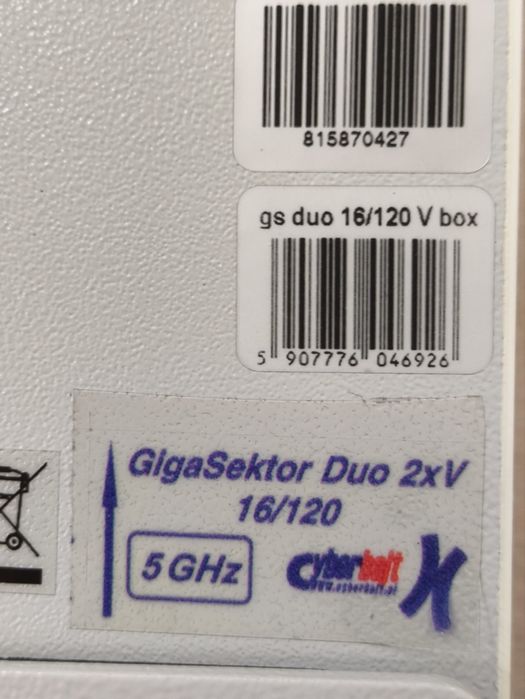 815870427
gs duo 16/120 V box
5 907776 046926
GigaSektor Duo 2xV
16/120
5 GHz
cyberbajt
www.cyberbajt.pl